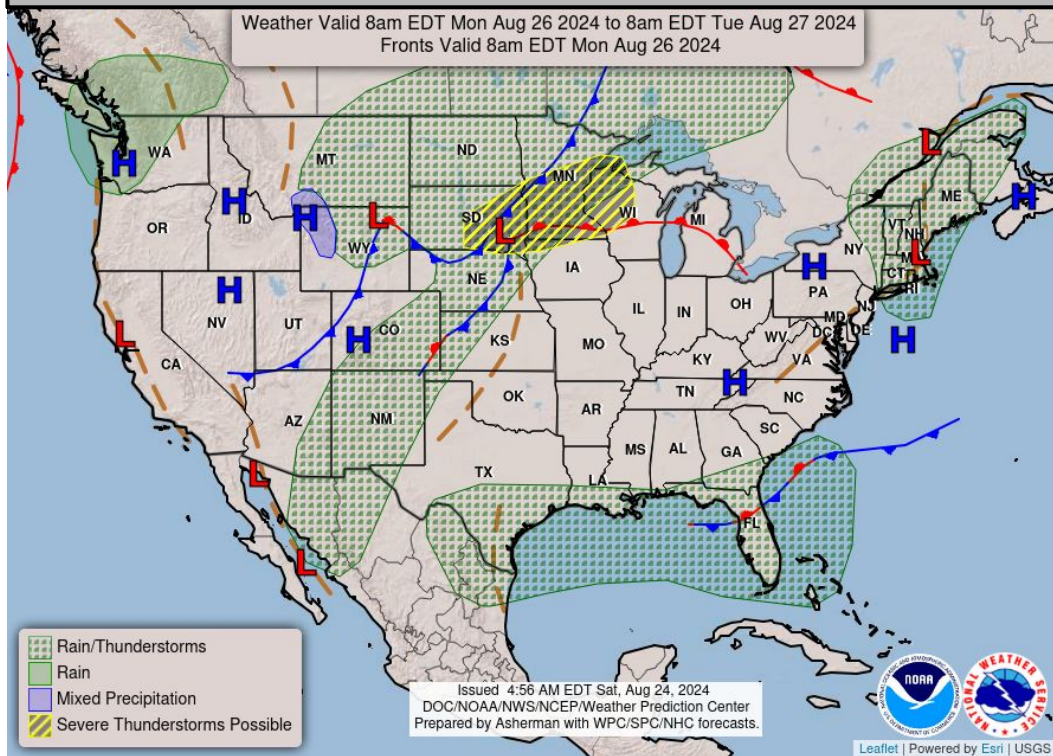 Weather Valid 8am EDT Mon Aug 26 2024 to 8am EDT Tue Aug 27 2024
Fronts Valid 8am EDT Mon Aug 26 2024
WA
H
MT
ND
MN
L
ME
H
H
ID
H
L
SD
L
WI
MI
VT
NH
OR
WY
NY
M
L
CT
RI
H
NE
IA
H
PA
NJ
NV
UT
H
CO
IL
IN
OH
MD
DE
DC
H
L
CA
KS
MO
KY
WV
VA
H
AZ
NM
OK
AR
TN
NC
SC
L
TX
MS
AL
GA
LA
FL
L
Rain/Thunderstorms
Rain
Mixed Precipitation
Severe Thunderstorms Possible
Issued 4:56 AM EDT Sat, Aug 24, 2024
DOC/NOAA/NWS/NCEP/Weather Prediction Center
Prepared by Asherman with WPC/SPC/NHC forecasts.
NOAA
NATIONAL WEATHER SERVICE
Leaflet | Powered by Esri | USGS